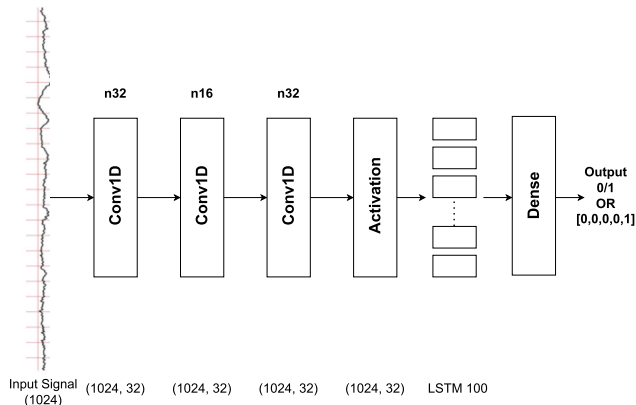 n32
n16
n32
Conv1D
Conv1D
Conv1D
Activation
Dense
Output
0/1
OR
[0,0,0,0,1]
Input Signal
(1024)
(1024, 32)
(1024, 32)
(1024, 32)
(1024, 32)
LSTM 100